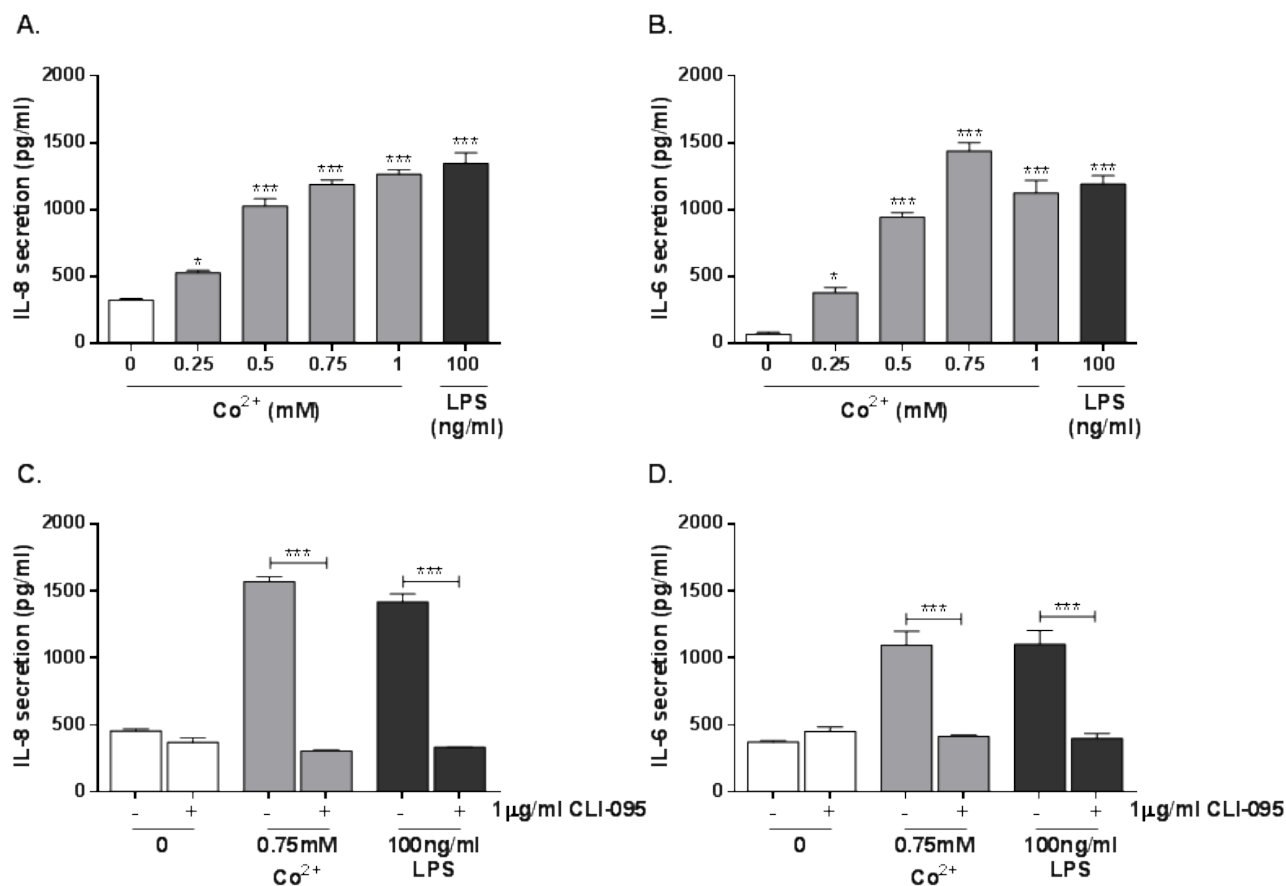 A.
IL-8 secretion (pg/ml)
2000
1500
1000
500
0
*
***
***
***
***
0 0.25 0.5 0.75 1 100
Co²⁺ (mM) LPS
(ng/ml)
B.
IL-6 secretion (pg/ml)
2000
1500
1000
500
0
*
***
***
***
***
0 0.25 0.5 0.75 1 100
Co²⁺ (mM) LPS
(ng/ml)
C.
IL-8 secretion (pg/ml)
2000
1500
1000
500
0
***
***
- + - + - + 1μg/ml CLI-095
0 0.75mM 100ng/ml
Co²⁺ LPS
D.
IL-6 secretion (pg/ml)
2000
1500
1000
500
0
***
***
- + - + - + 1μg/ml CLI-095
0 0.75mM 100ng/ml
Co²⁺ LPS